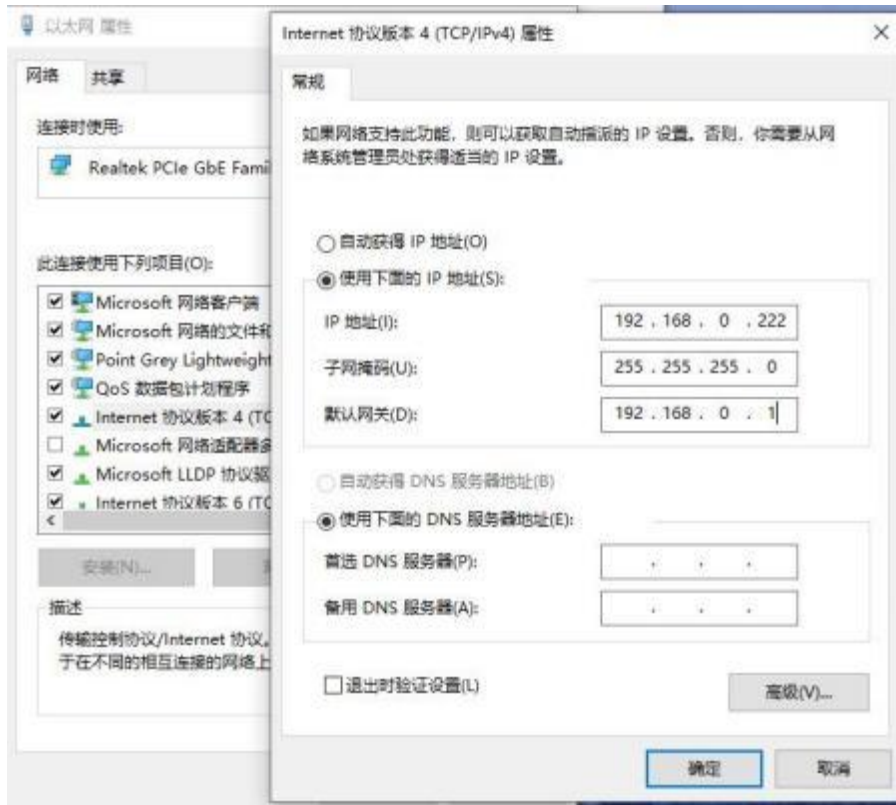 以太网 属性
网络
共享
连接时使用:
Realtek PCIe GbE Fami
此连接使用下列项目(O):
Microsoft 网络客户端
Microsoft 网络的文件和
Point Grey Lightweight
QoS 数据包计划程序
Internet 协议版本 4 (TC
Microsoft 网络适配器多
Microsoft LLDP 协议驱
Internet 协议版本 6 (TC
安装(N)...
描述
传输控制协议/Internet 协议。
于在不同的相互连接的网络上
Internet 协议版本 4 (TCP/IPv4) 属性
常规
如果网络支持此功能，则可以获取自动指派的 IP 设置。否则，你需要从网
络系统管理员处获得适当的 IP 设置。
自动获得 IP 地址(O)
使用下面的 IP 地址(S):
IP 地址(I):
192 . 168 . 0 . 222
子网掩码(U):
255 . 255 . 255 . 0
默认网关(D):
192 . 168 . 0 . 1
自动获得 DNS 服务器地址(B)
使用下面的 DNS 服务器地址(E):
首选 DNS 服务器(P):
. . .
备用 DNS 服务器(A):
. . .
退出时验证设置(L)
高级(V)...
确定
取消